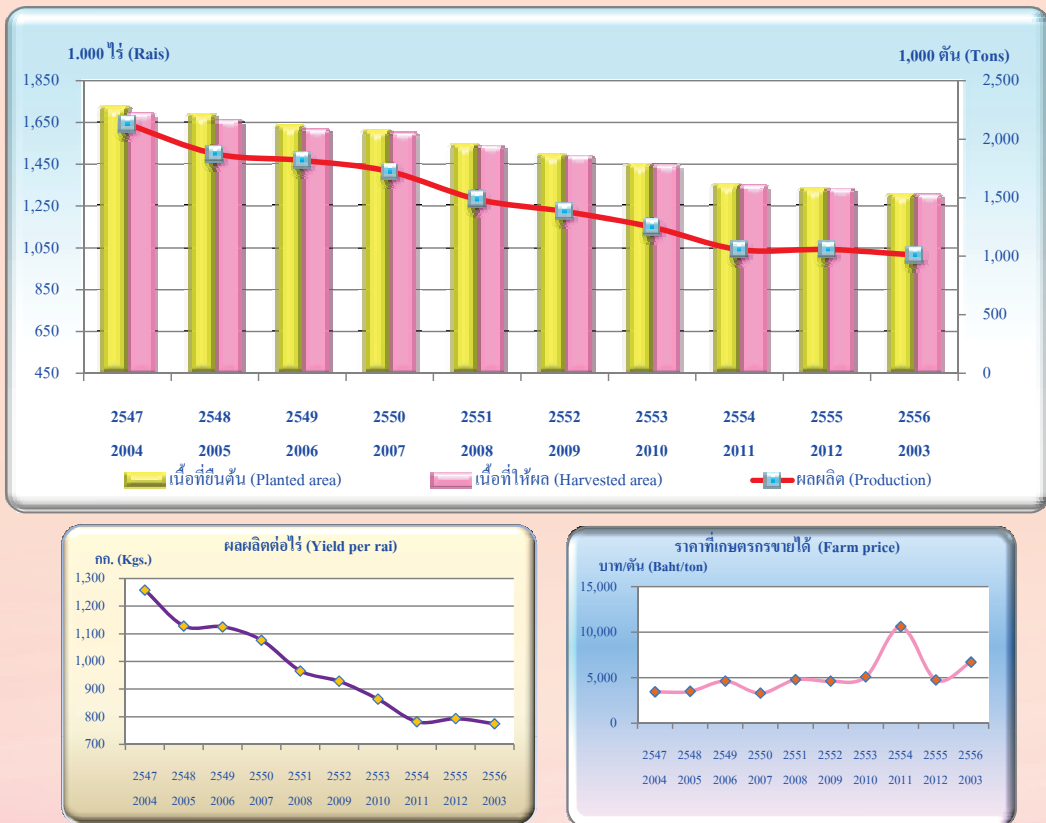 1.000 ไร่ (Rais)
1,000 ตัน (Tons)
1,850
1,650
1,450
1,250
1,050
850
650
450
2,500
2,000
1,500
1,000
500
0
2547 2548 2549 2550 2551 2552 2553 2554 2555 2556
2004 2005 2006 2007 2008 2009 2010 2011 2012 2003
เนื้อที่ยืนต้น (Planted area) เนื้อที่ให้ผล (Harvested area) ผลผลิต (Production)
ผลผลิตต่อไร่ (Yield per rai)
กก. (Kgs.)
1,300
1,200
1,100
1,000
900
800
700
2547 2548 2549 2550 2551 2552 2553 2554 2555 2556
2004 2005 2006 2007 2008 2009 2010 2011 2012 2003
ราคาที่เกษตรกรขายได้ (Farm price)
บาท/ตัน (Baht/ton)
15,000
10,000
5,000
0
2547 2548 2549 2550 2551 2552 2553 2554 2555 2556
2004 2005 2006 2007 2008 2009 2010 2011 2012 2003